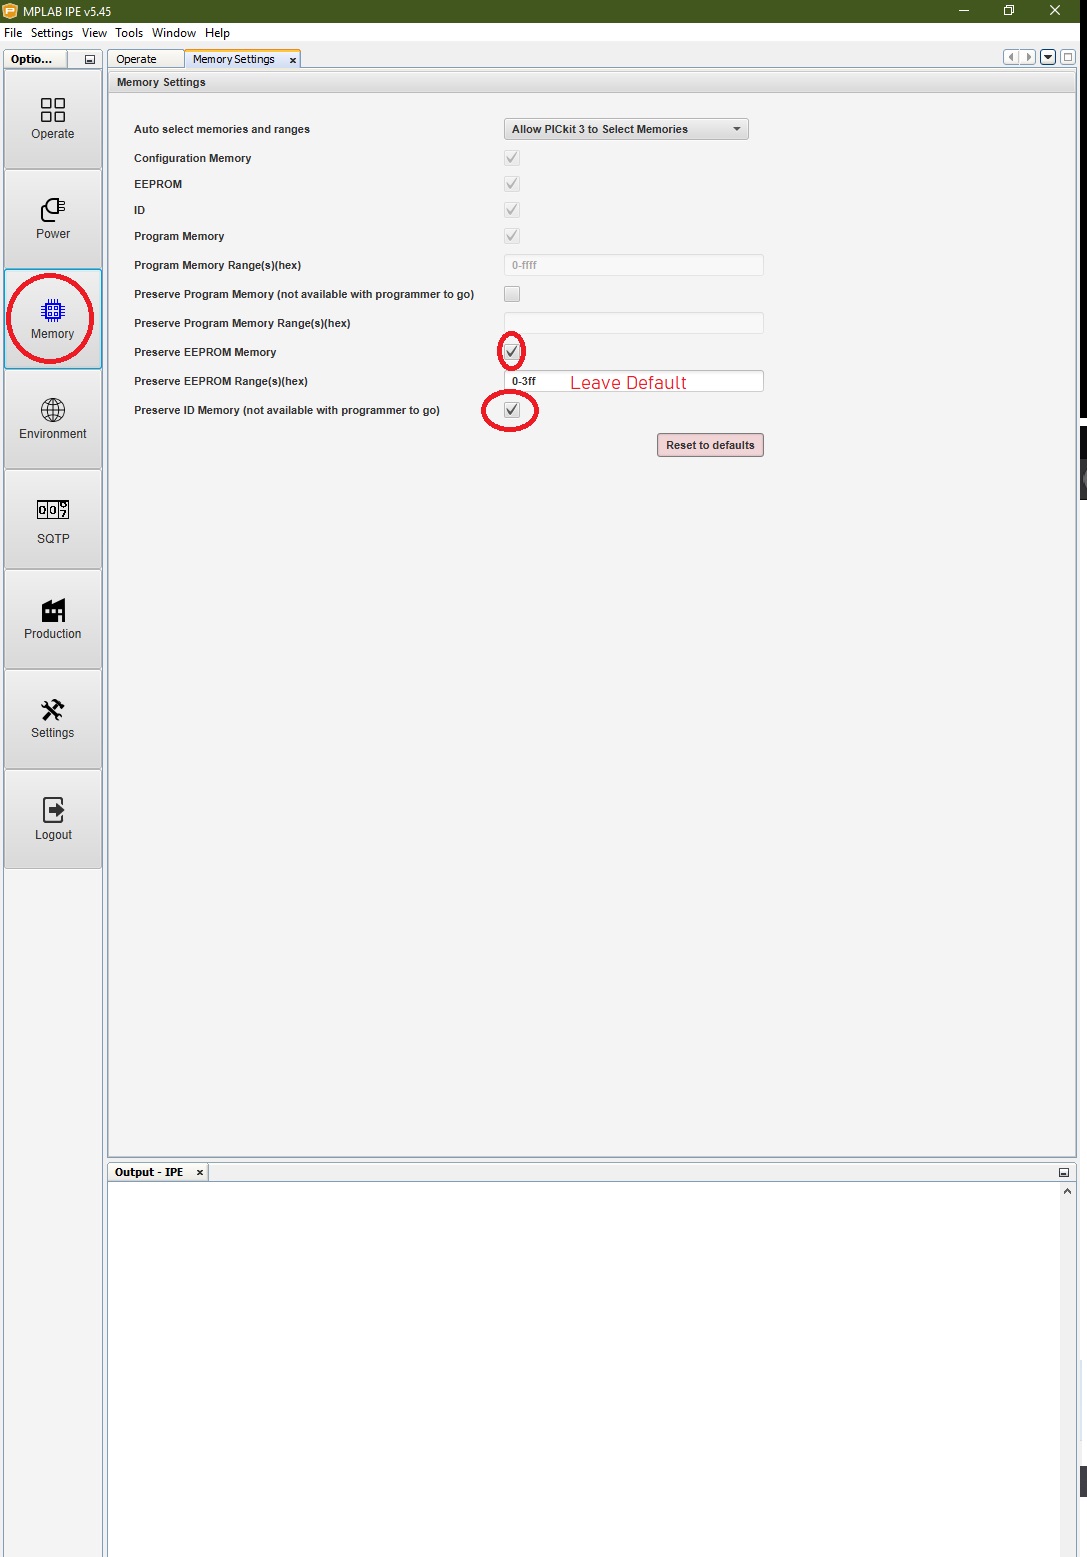 MPLAB IPE v5.45
File Settings View Tools Window Help
Optio...
Operate
Memory Settings
Memory Settings
Operate
Power
Memory
Environment
SQTP
Production
Settings
Logout
Auto select memories and ranges Allow PICkit 3 to Select Memories
Configuration Memory
EEPROM
ID
Program Memory
Program Memory Range(s)(hex) 0-ffff
Preserve Program Memory (not available with programmer to go)
Preserve Program Memory Range(s)(hex)
Preserve EEPROM Memory
Preserve EEPROM Range(s)(hex) 0-3ff Leave Default
Preserve ID Memory (not available with programmer to go)
Reset to defaults
Output - IPE